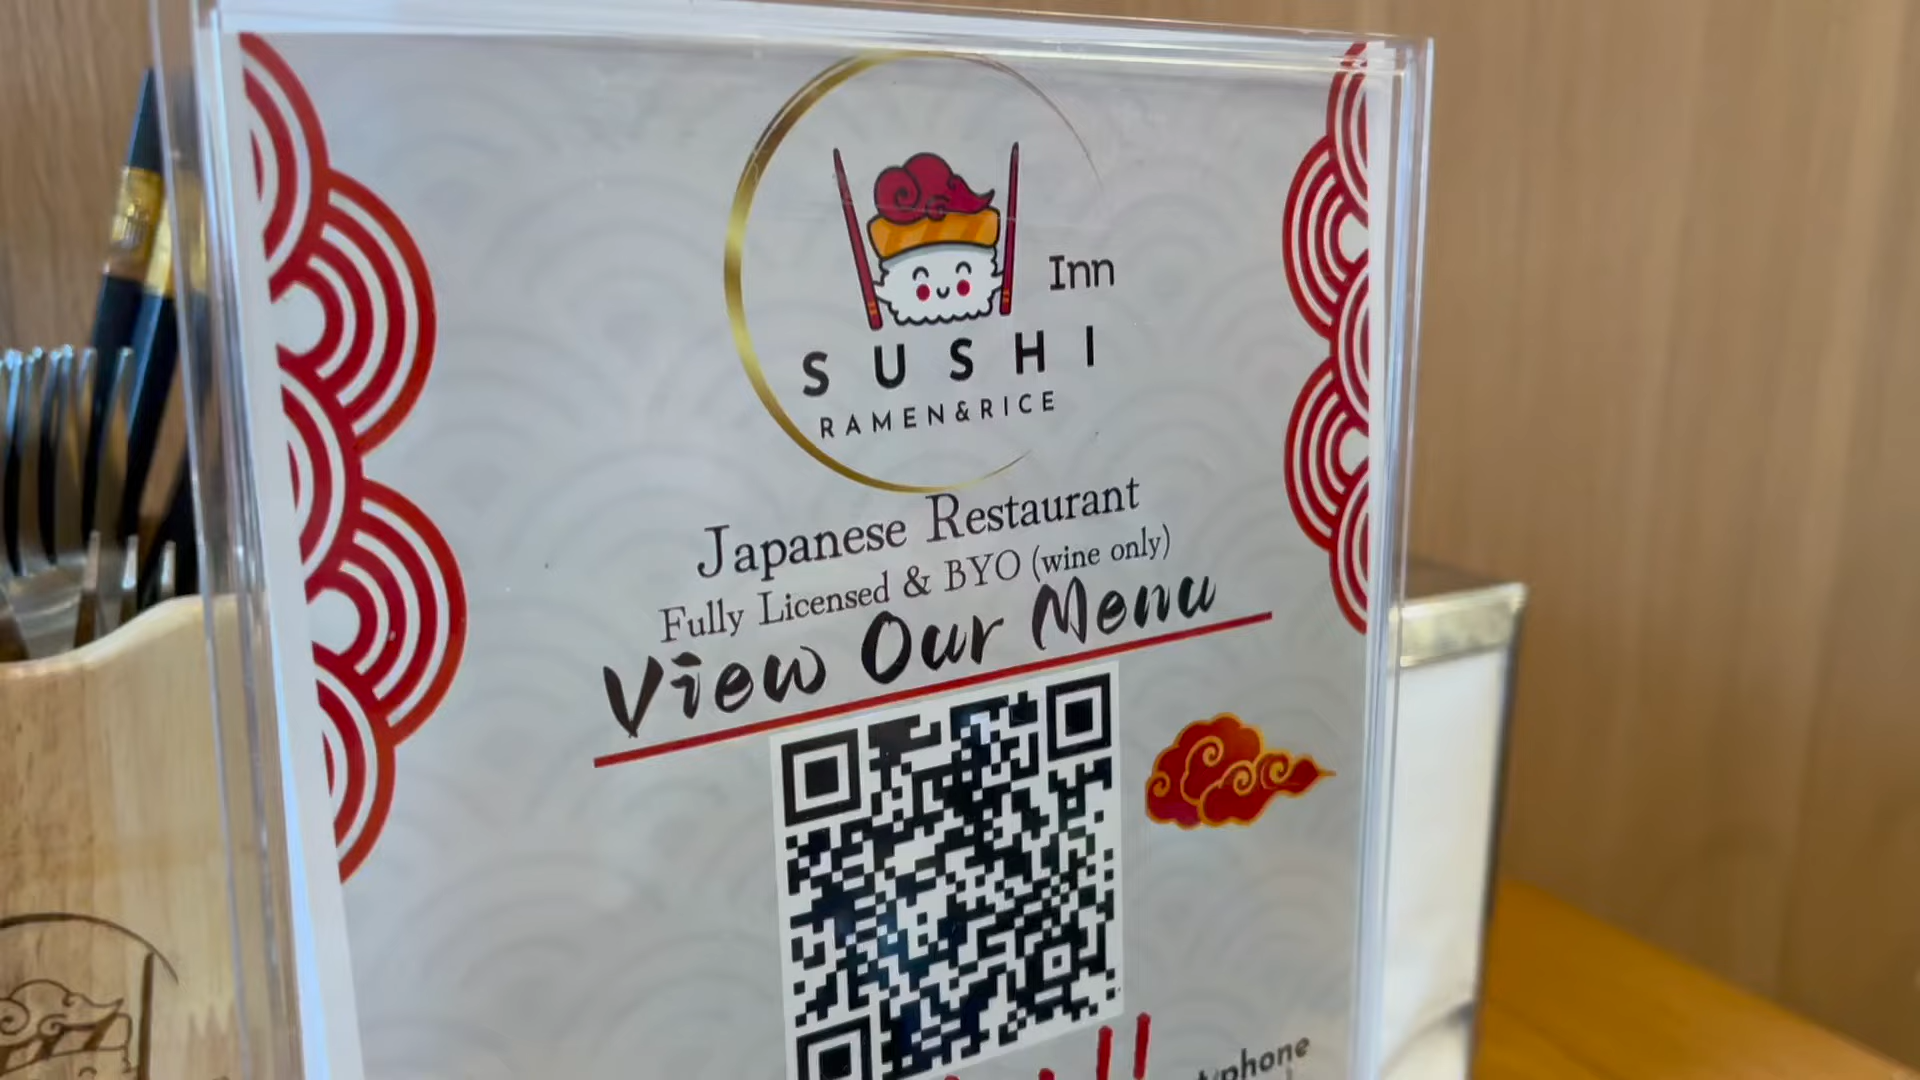 Inn
SUSHI
RAMEN&RICE
Japanese Restaurant
Fully Licensed & BYO (wine only)
View Our Menu